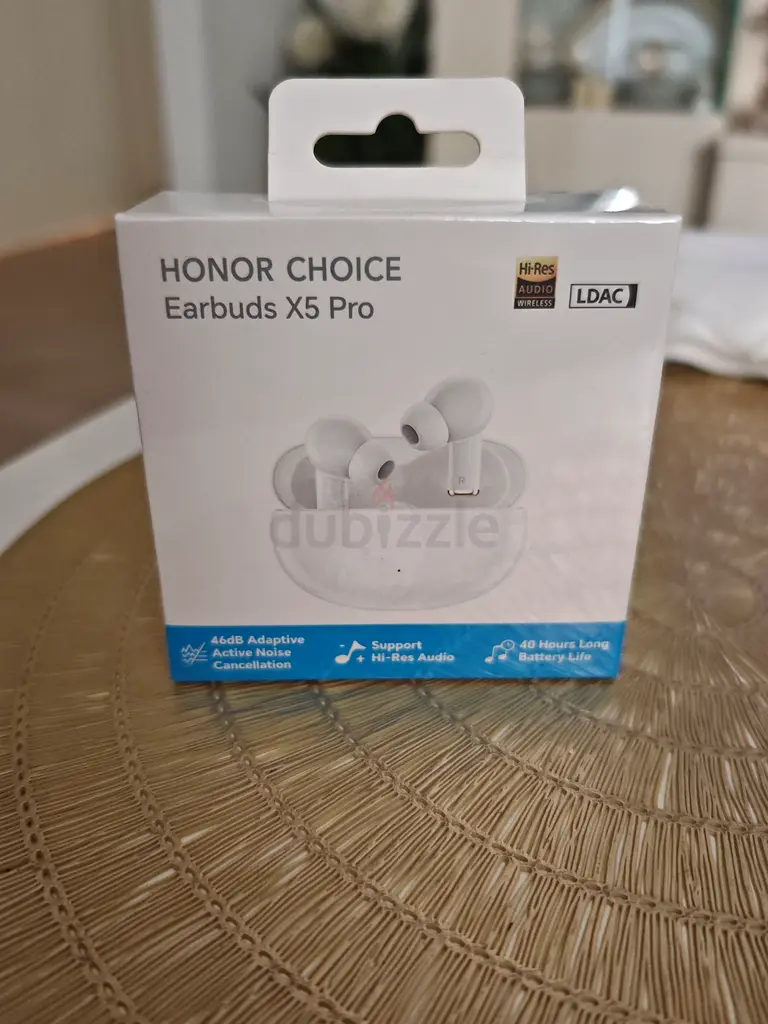 HONOR CHOICE
Earbuds X5 Pro
Hi-Res
AUDIO
WIRELESS
LDAC
R
dubizzle
46dB Adaptive
Active Noise
Cancellation
Support
Hi-Res Audio
40 Hours Long
Battery Life